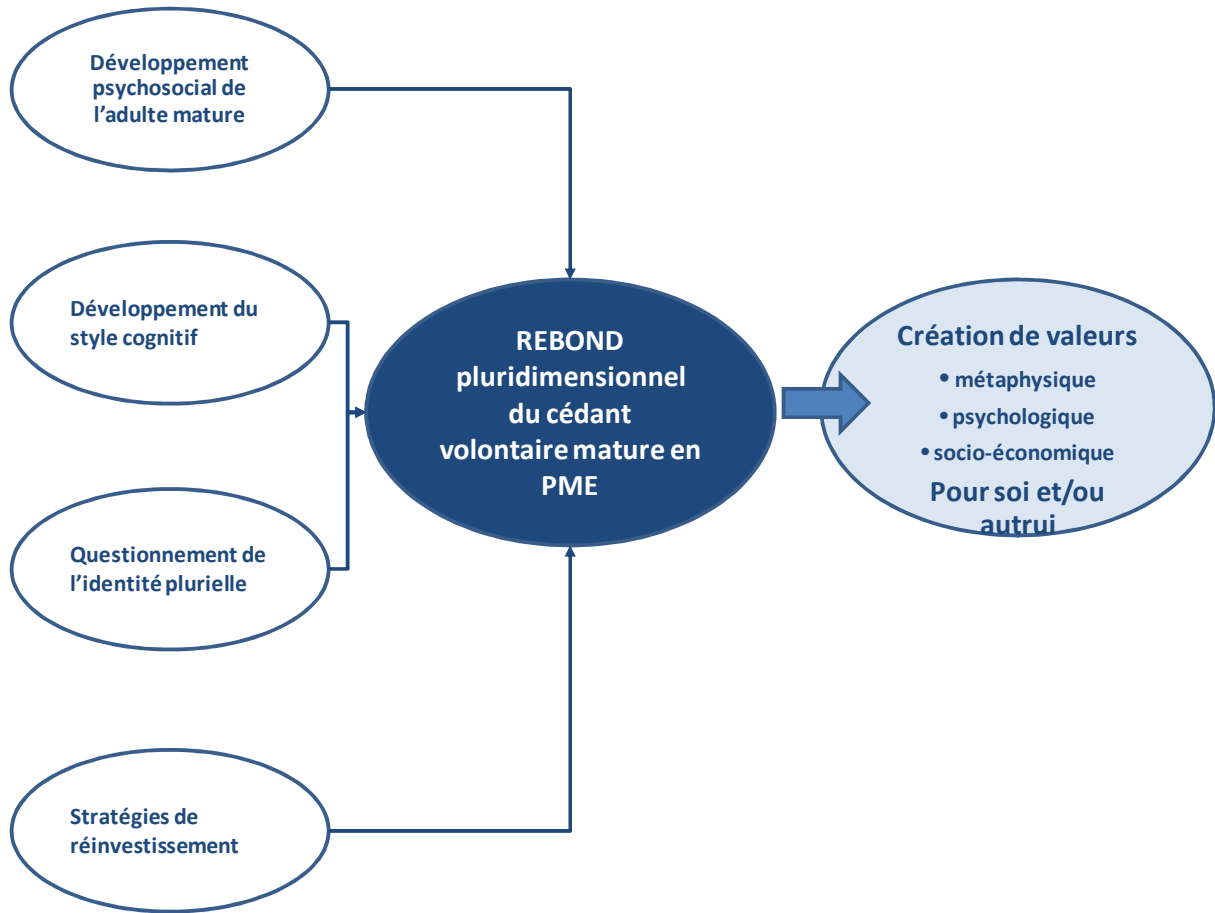 Développement
psychosocial de
l'adulte mature
Développement du
style cognitif
Questionnement de
l'identité plurielle
Stratégies de
réinvestissement
REBOND
pluridimensionnel
du cédant
volontaire mature en
PME
Création de valeurs
• métaphysique
• psychologique
• socio-économique
Pour soi et/ou
autrui